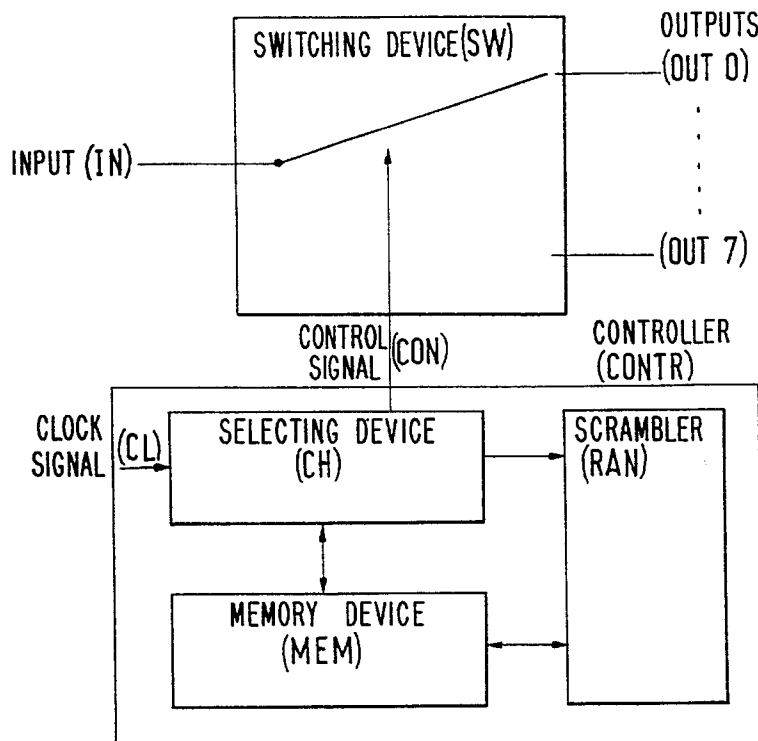 SWITCHING DEVICE(SW)
OUTPUTS
(OUT 0)
INPUT (IN)
(OUT 7)
CONTROL
SIGNAL
(CON)
CONTROLLER
(CONTR)
CLOCK
SIGNAL
(CL)
SELECTING DEVICE
(CH)
SCRAMBLER
(RAN)
MEMORY DEVICE
(MEM)